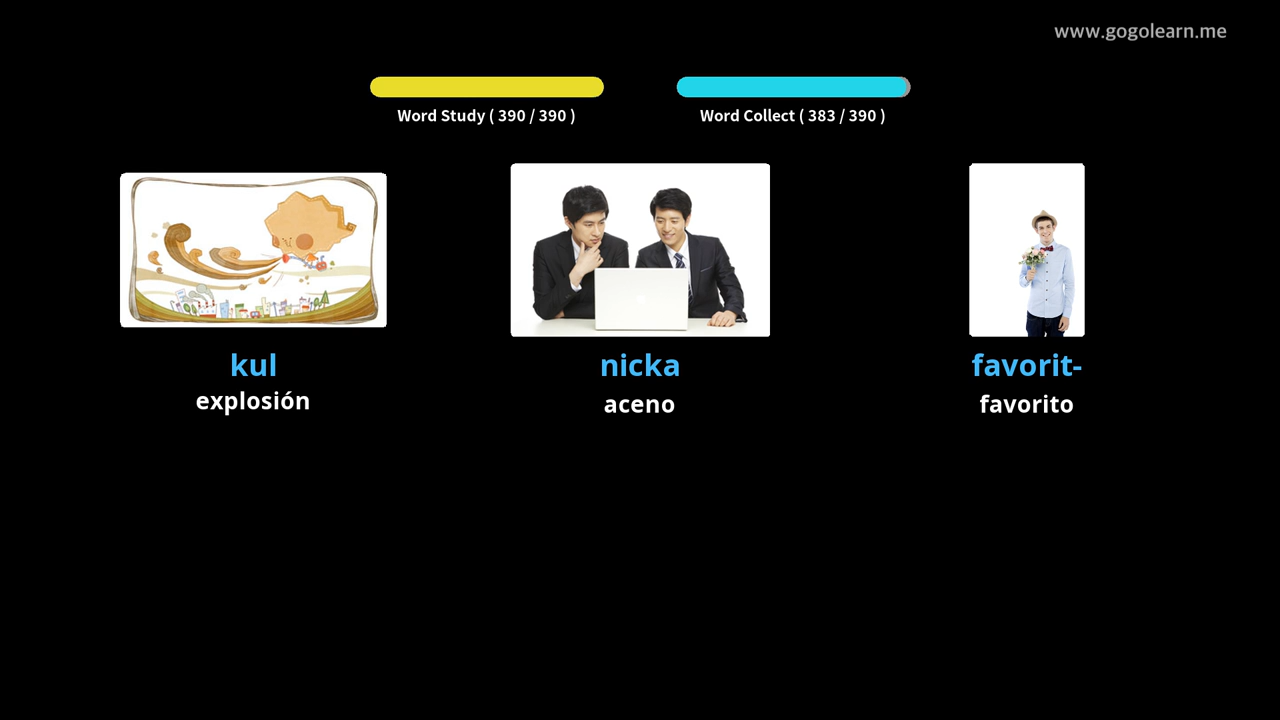 www.gogolearn.me
Word Study ( 390 / 390 )
Word Collect ( 383 / 390 )
kul
explosión
nicka
aceno
favorit-
favorito